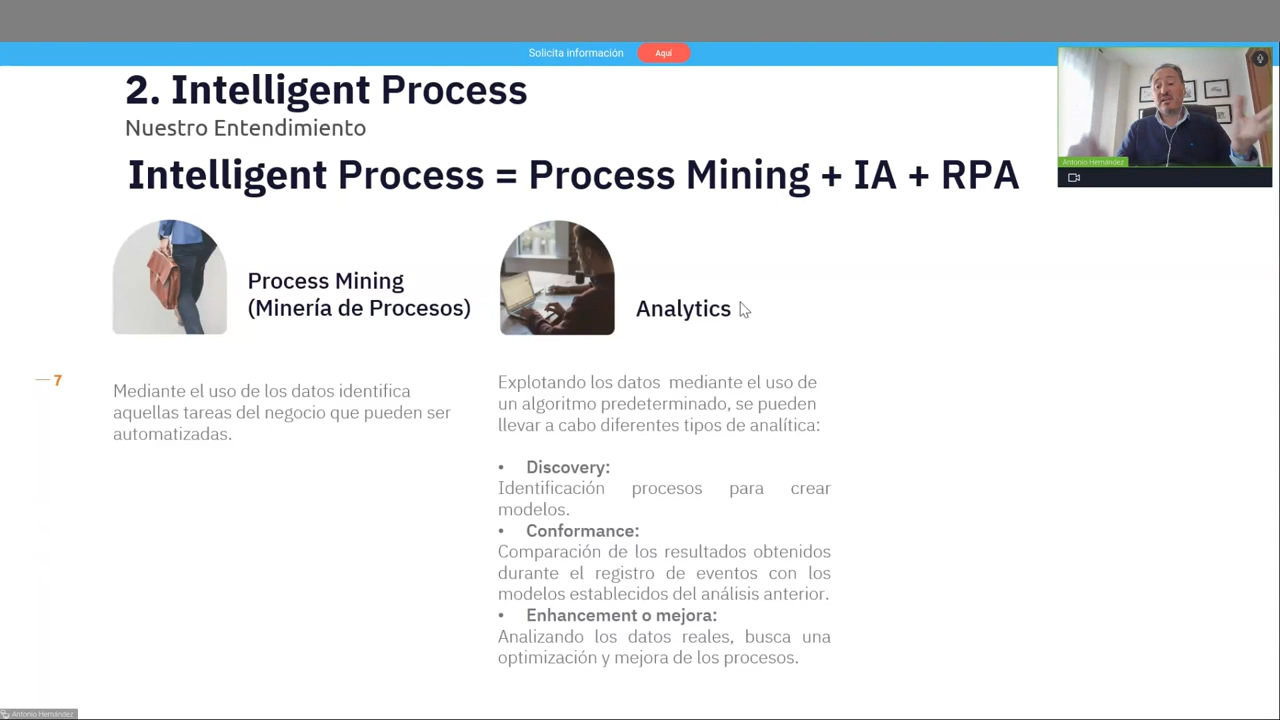 Solicita información
Aquí
2. Intelligent Process
Nuestro Entendimiento
Intelligent Process = Process Mining + IA + RPA
Antonio Hernández
Process Mining
(Minería de Procesos)
Analytics
7
Mediante el uso de los datos identifica
aquellas tareas del negocio que pueden ser
automatizadas.
Explotando los datos mediante el uso de
un algoritmo predeterminado, se pueden
llevar a cabo diferentes tipos de analítica:
• Discovery:
Identificación procesos para crear
modelos.
• Conformance:
Comparación de los resultados obtenidos
durante el registro de eventos con los
modelos establecidos del análisis anterior.
• Enhancement o mejora:
Analizando los datos reales, busca una
optimización y mejora de los procesos.
Antonio Hernández